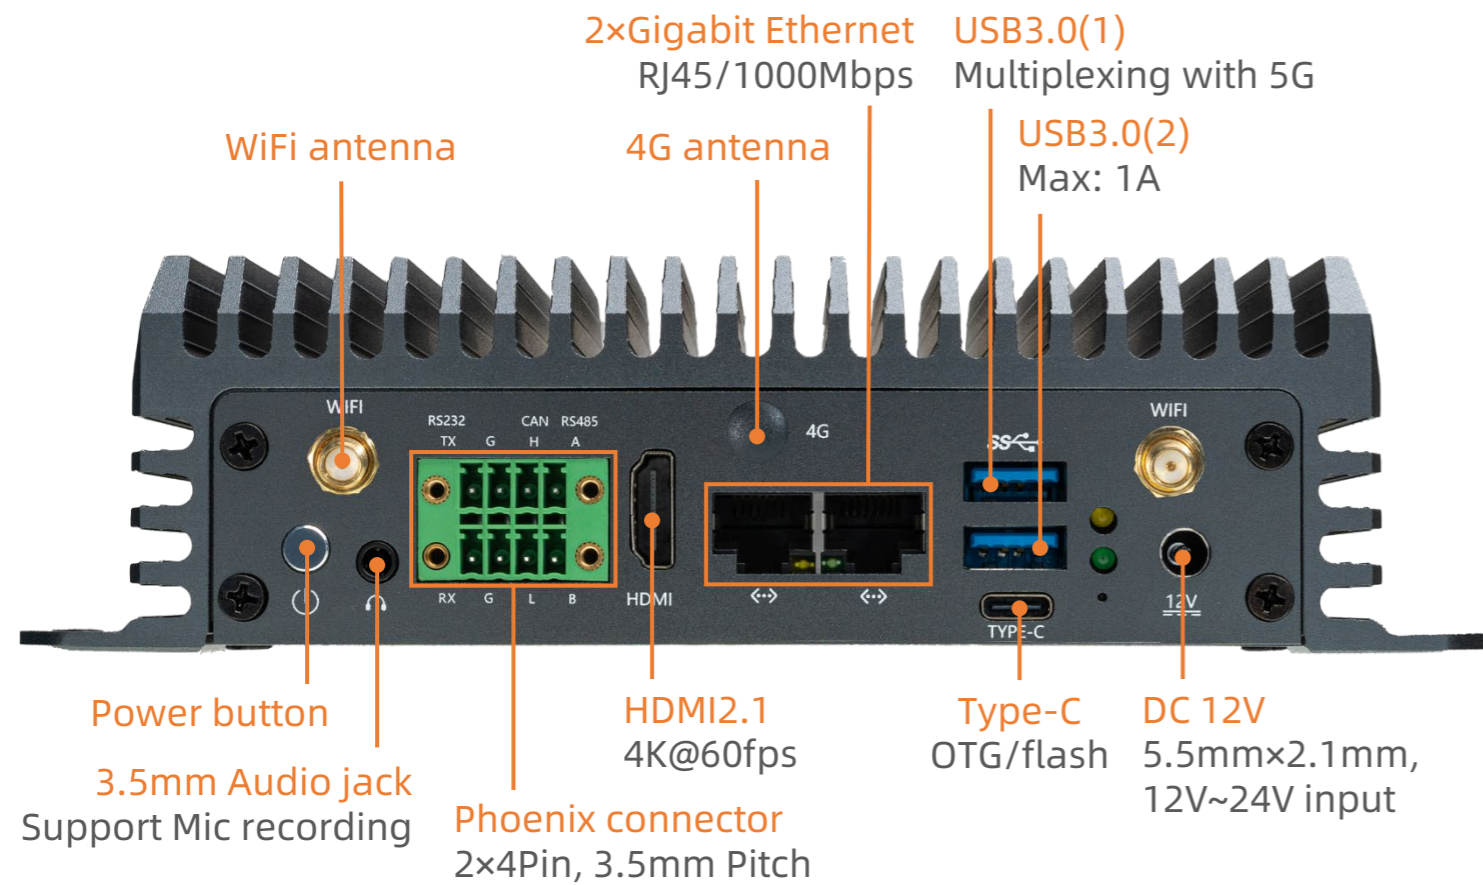 2×Gigabit Ethernet
RJ45/1000Mbps
USB3.0(1)
Multiplexing with 5G
USB3.0(2)
Max: 1A
WiFi antenna
4G antenna
WIFI
RS232 CAN RS485
TX G H A
4G
SS
WIFI
RX G L B
HDMI
TYPE-C
12V
Power button
3.5mm Audio jack
Support Mic recording
Phoenix connector
2×4Pin, 3.5mm Pitch
HDMI2.1
4K@60fps
Type-C
OTG/flash
DC 12V
5.5mm×2.1mm,
12V~24V input